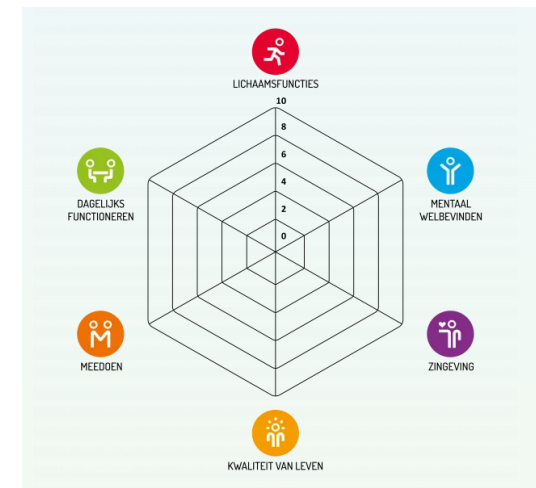 LICHAAMSFUNCTIES
10
8
6
4
2
0
DAGELIJKS
FUNCTIONEREN
MENTAAL
WELBEVINDEN
MEEDOEN
ZINGEVING
KWALITEIT VAN LEVEN